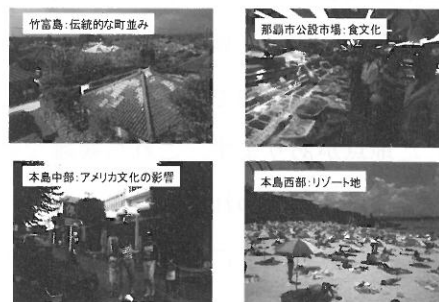 竹富島:伝統的な町並み
那覇市公設市場:食文化
本島中部:アメリカ文化の影響
本島西部:リゾート地